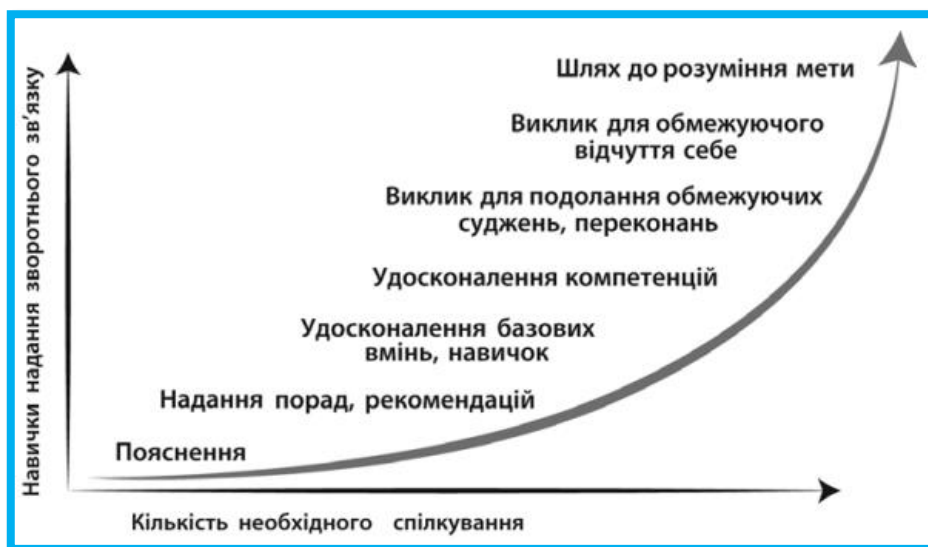 Навички надання зворотнього зв’язку
Шлях до розуміння мети
Виклик для обмежуючого
відчуття себе
Виклик для подолання обмежуючих
суджень, переконань
Удосконалення компетенцій
Удосконалення базових
вмінь, навичок
Надання порад, рекомендацій
Пояснення
Кількість необхідного спілкування